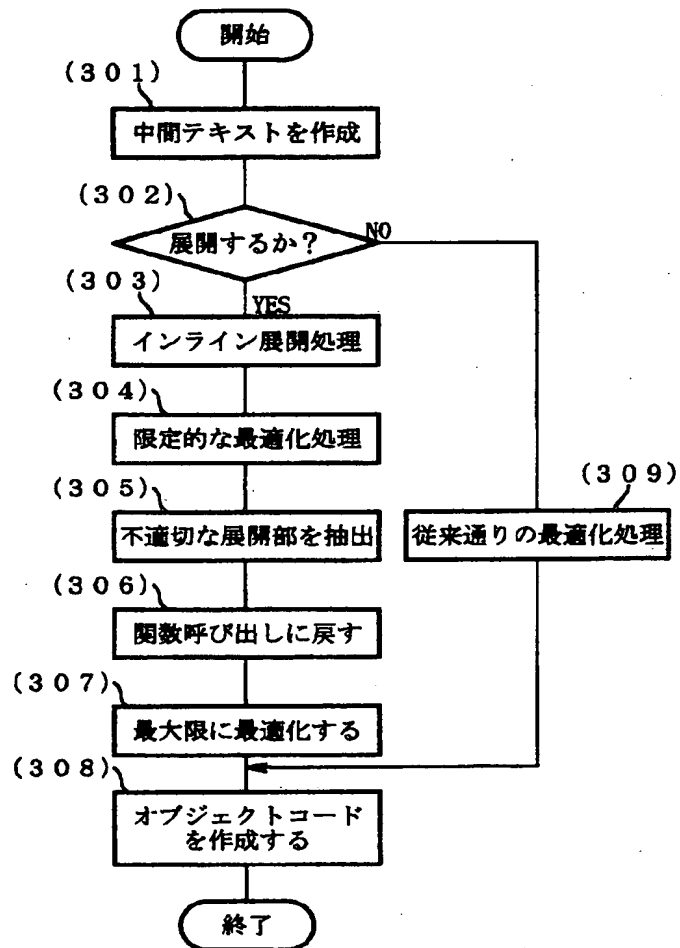 開始
(301)
中間テキストを作成
(302)
展開するか?
NO
(303)
YES
インライン展開処理
(304)
限定的な最適化処理
(305)
不適切な展開部を抽出
(309)
従来通りの最適化処理
(306)
関数呼び出しに戻す
(307)
最大限に最適化する
(308)
オブジェクトコード
を作成する
終了